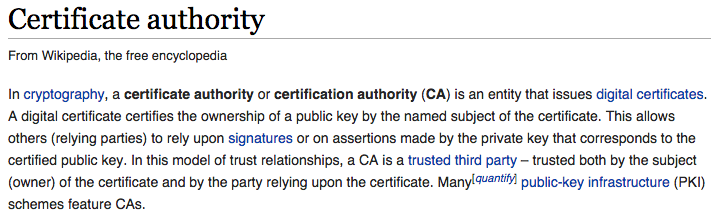 Certificate authority
From Wikipedia, the free encyclopedia
In cryptography, a certificate authority or certification authority (CA) is an entity that issues digital certificates.
A digital certificate certifies the ownership of a public key by the named subject of the certificate. This allows
others (relying parties) to rely upon signatures or on assertions made by the private key that corresponds to the
certified public key. In this model of trust relationships, a CA is a trusted third party – trusted both by the subject
(owner) of the certificate and by the party relying upon the certificate. Many[quantify] public-key infrastructure (PKI)
schemes feature CAs.